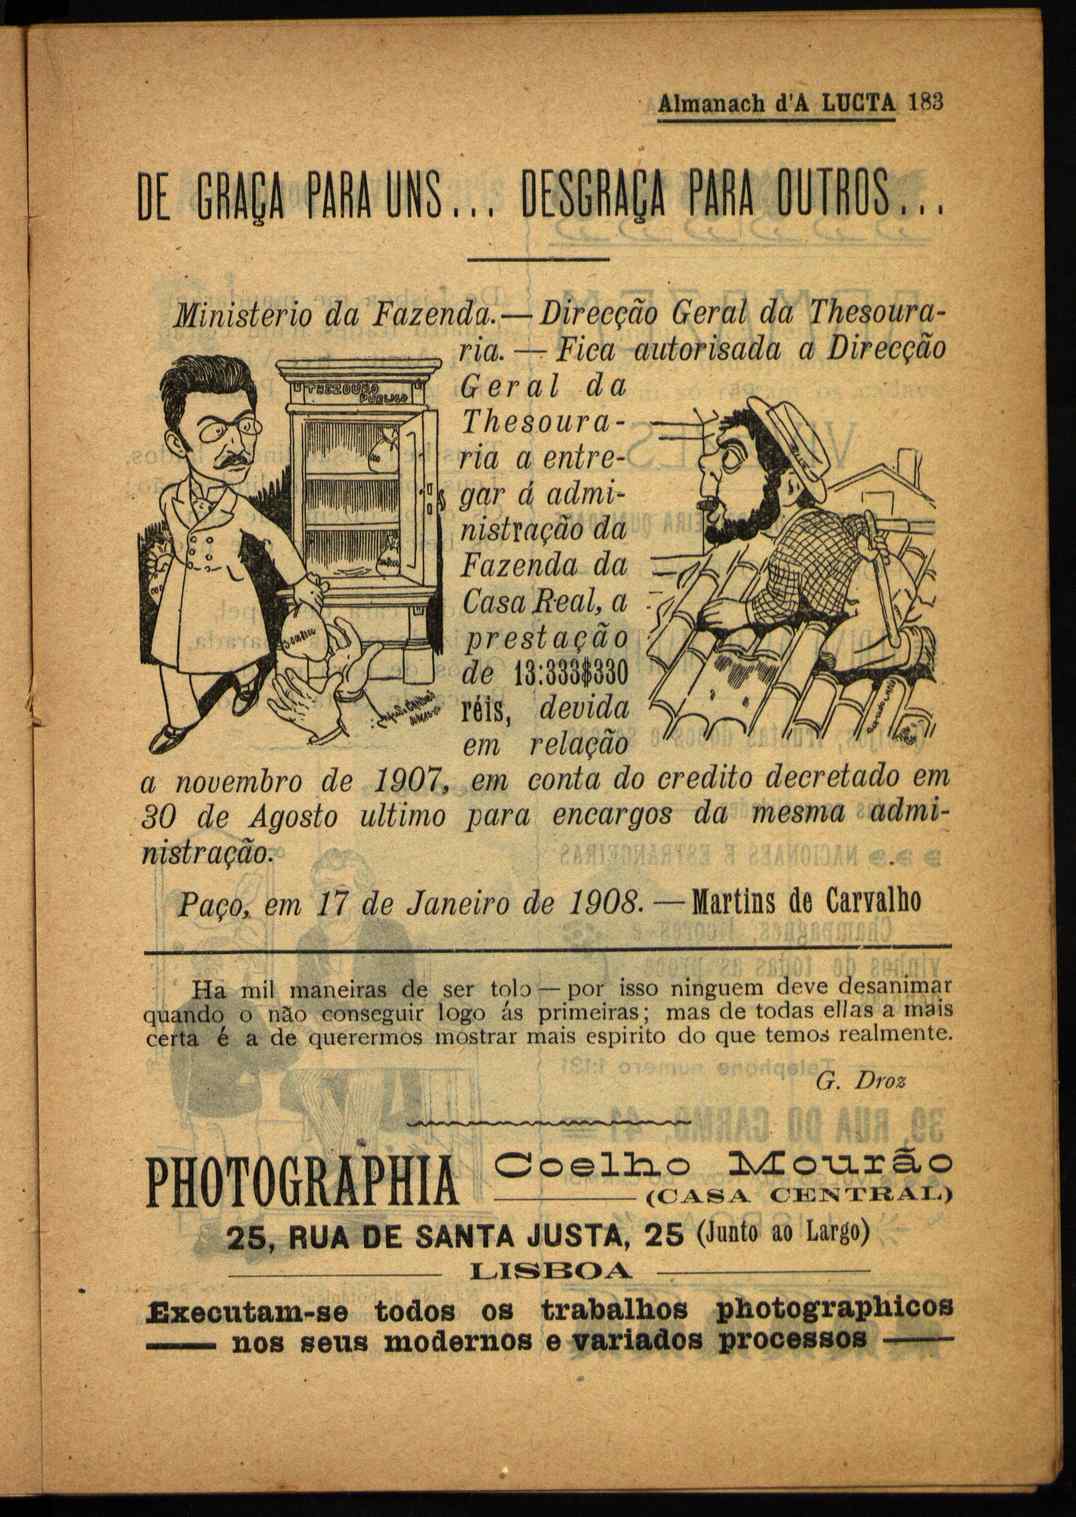 Almanach d'A LUCTA 183
DE GRAÇA PARA UNS... DESGRAÇA PARA OUTROS...
Ministerio da Fazenda. — Direcção Geral da Thesoura-
ria. — Fica autorisada a Direcção
Geral da
Thesoura-
ria a entre-
gar á admi-
nistração da
Fazenda da
Casa Real, a
prestação
de 13:333$330
réis, devida
em relação
a novembro de 1907, em conta do credito decretado em
30 de Agosto ultimo para encargos da mesma admi-
nistração.
Paço, em 17 de Janeiro de 1908. — Martins de Carvalho
THEZOURO
PUBLICO
Ha mil maneiras de ser tolo — por isso ninguem deve desanimar
quando o não conseguir logo ás primeiras; mas de todas ellas a mais
certa é a de querermos mostrar mais espirito do que temos realmente.
G. Droz
PHOTOGRAPHIA Coelho Mourão
(CASA CENTRAL)
25, RUA DE SANTA JUSTA, 25 (Junto ao Largo)
LISBOA
Executam-se todos os trabalhos photographicos
nos seus modernos e variados processos